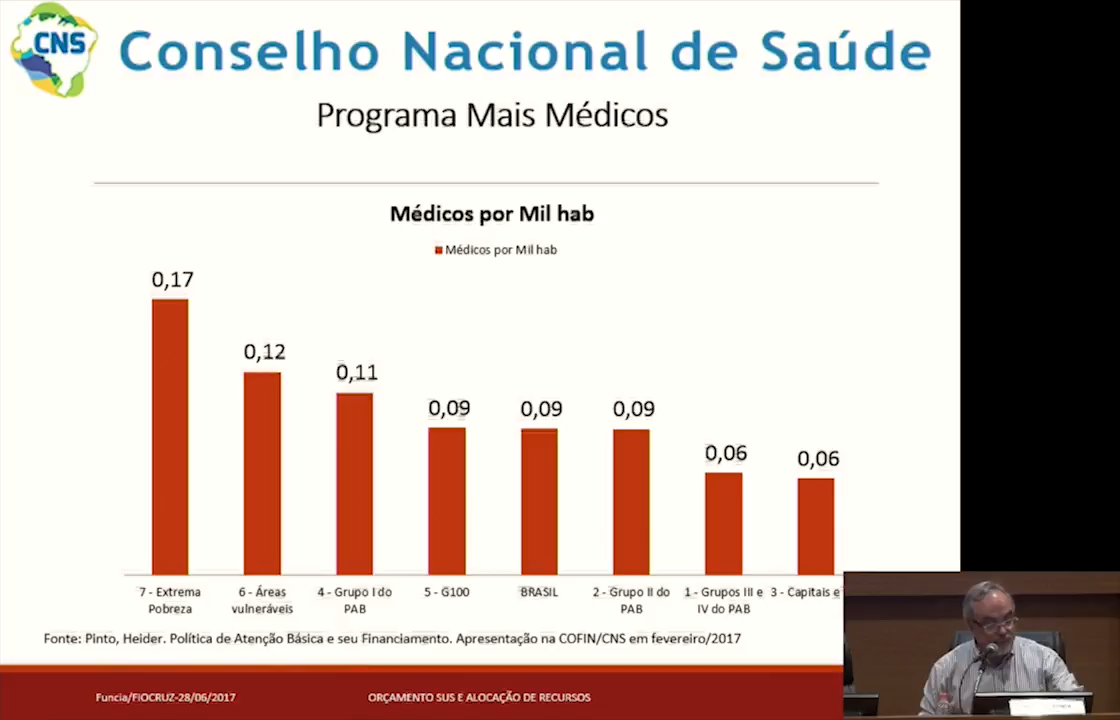 CNS
Conselho Nacional de Saúde
Programa Mais Médicos
Médicos por Mil hab
Médicos por Mil hab
0,17
0,12
0,11
0,09
0,09
0,09
0,06
0,06
7 - Extrema
Pobreza
6 - Áreas
vulneráveis
4 - Grupo I do
PAB
5 - G100
BRASIL
2 - Grupo II do
PAB
1 - Grupos III e
IV do PAB
3 - Capitais e
Fonte: Pinto, Heider. Política de Atenção Básica e seu Financiamento. Apresentação na COFIN/CNS em fevereiro/2017
Funcia/FIOCRUZ-28/06/2017
ORÇAMENTO SUS E ALOCAÇÃO DE RECURSOS